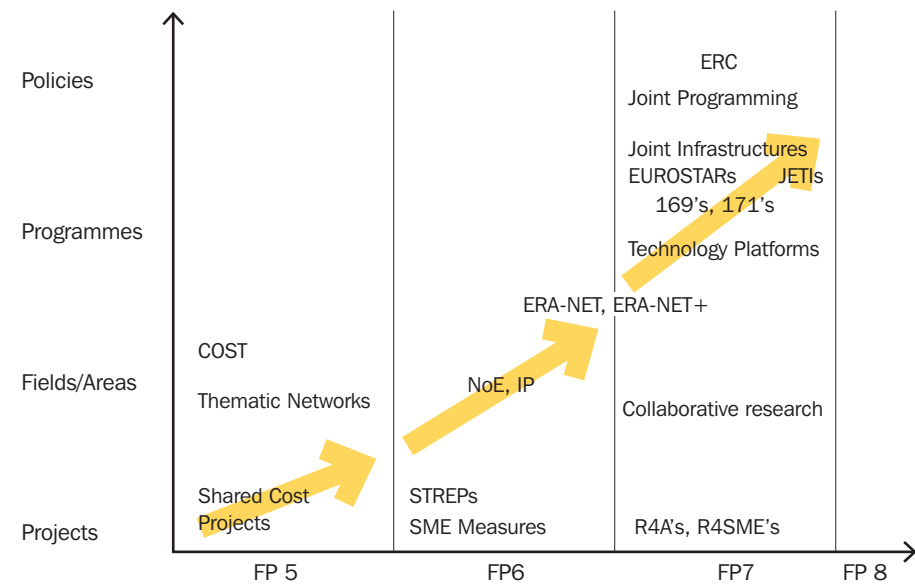 ERC
Policies
Joint Programming
Joint Infrastructures
EUROSTARs JETIs
169's, 171's
Programmes
Technology Platforms
ERA-NET, ERA-NET+
COST
Fields/Areas
NoE, IP
Thematic Networks
Collaborative research
Shared Cost
Projects
STREPs
SME Measures
R4A's, R4SME's
Projects
FP 5
FP6
FP7
FP 8